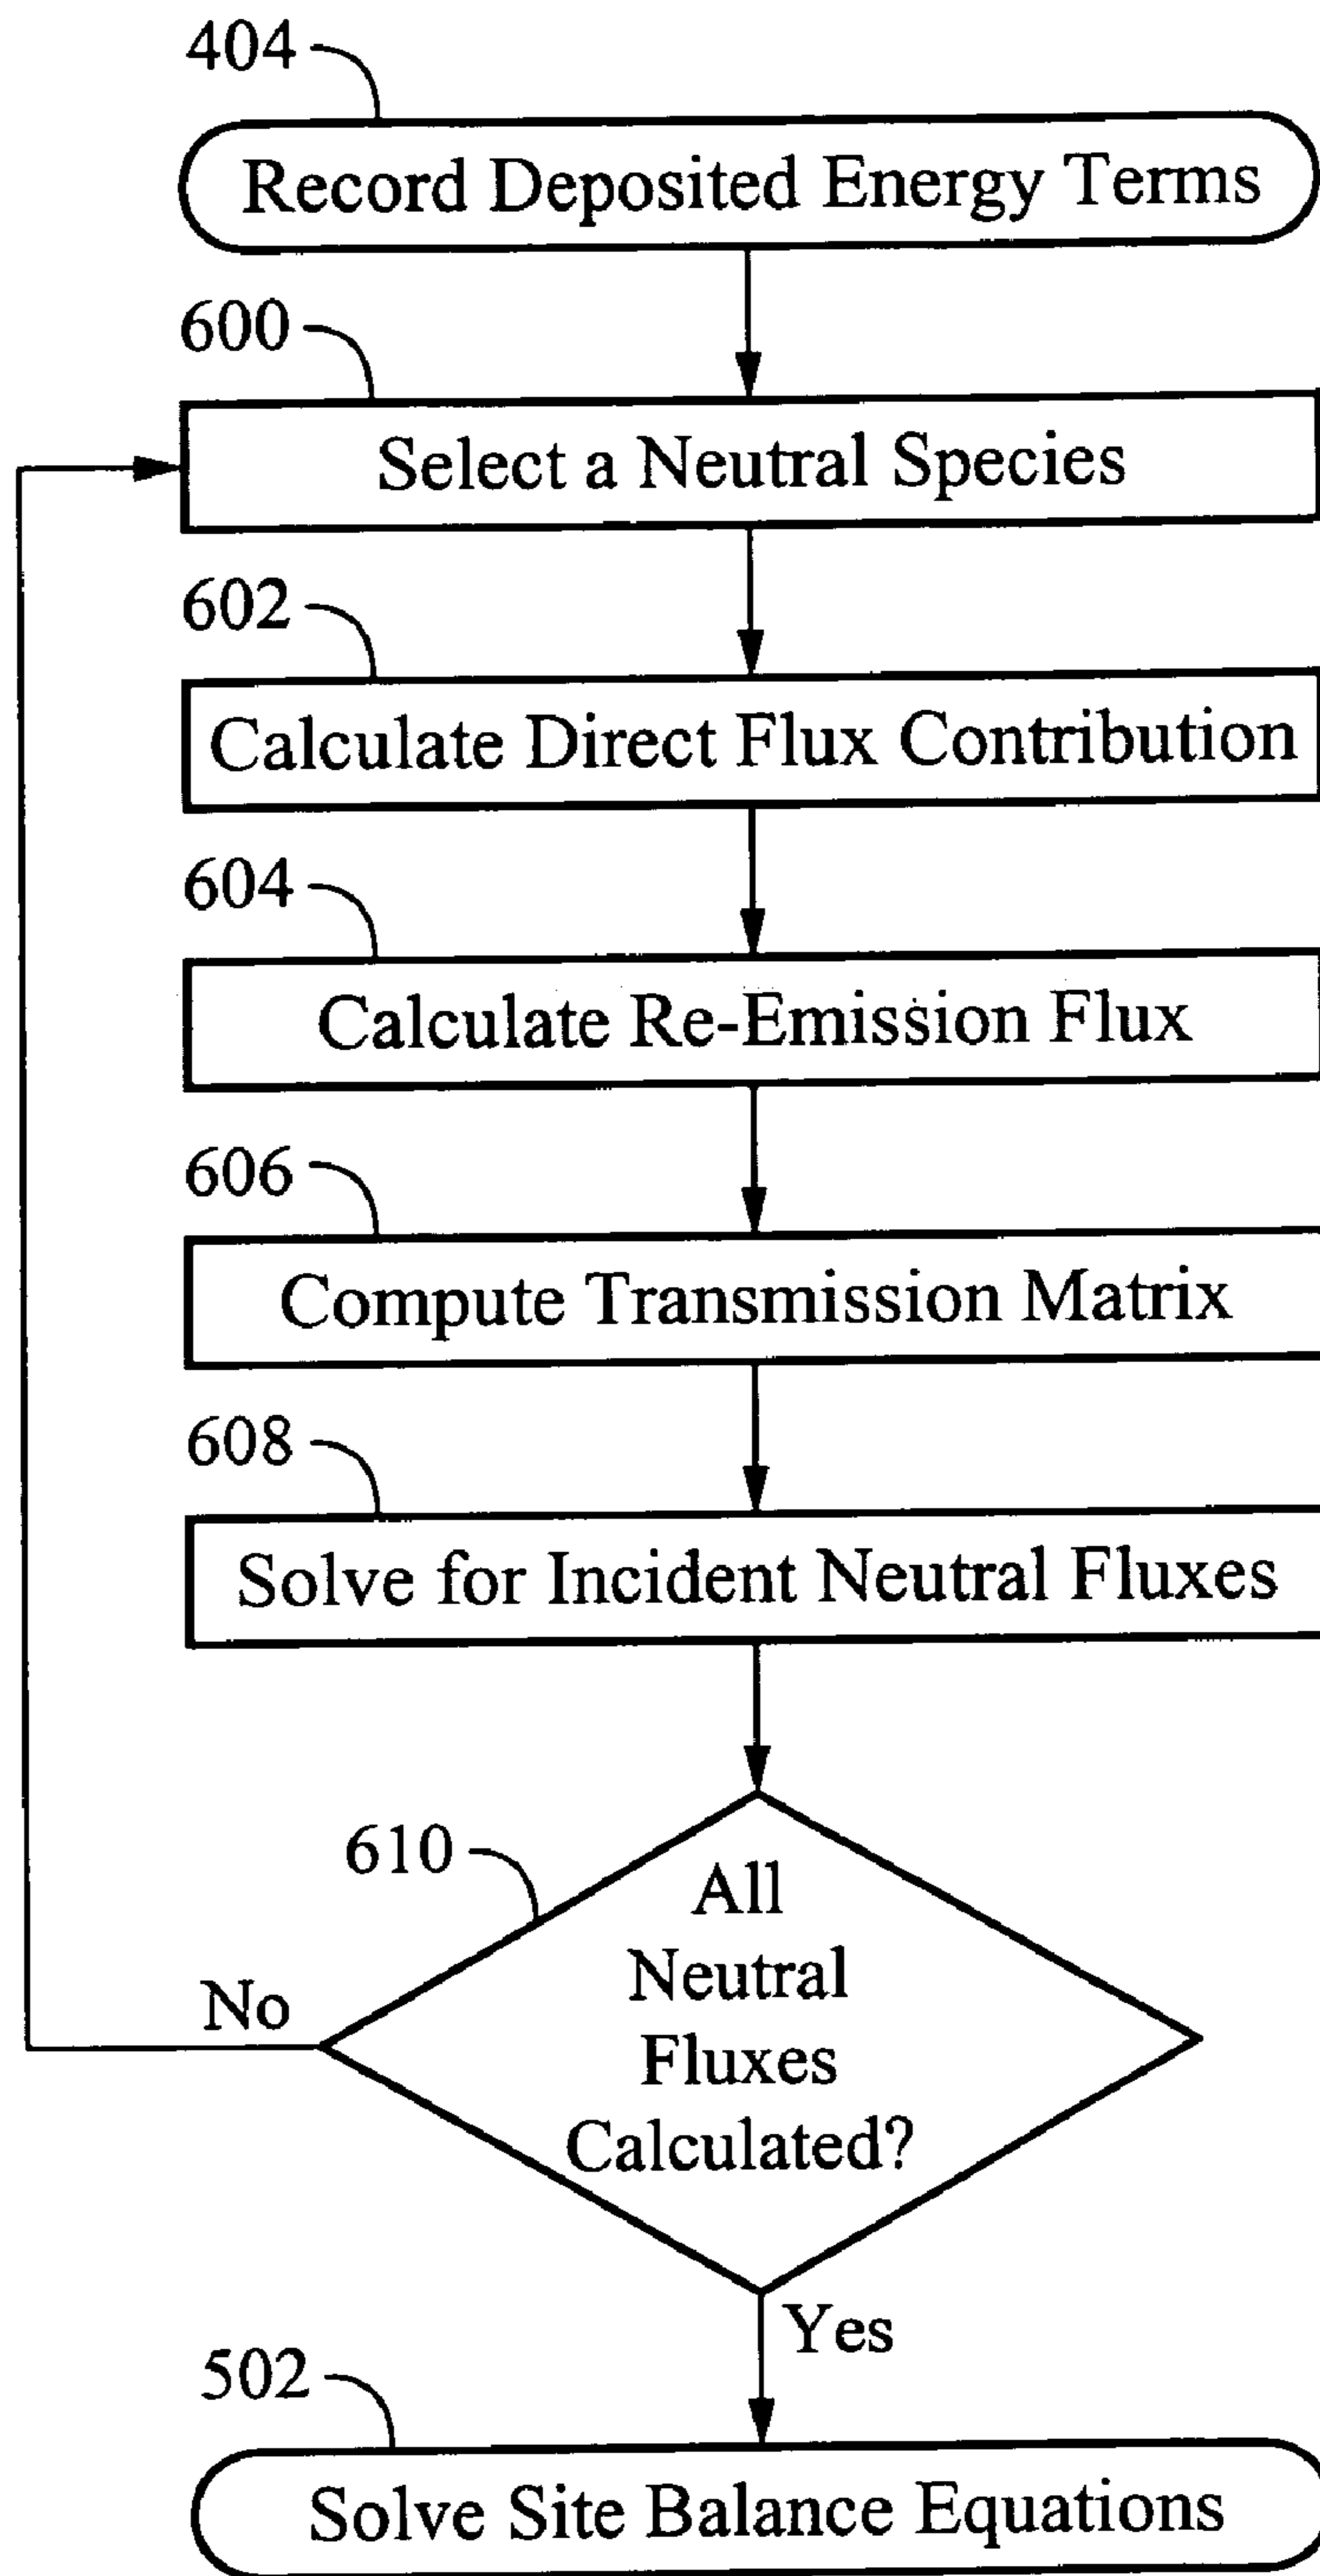 404
Record Deposited Energy Terms
600
Select a Neutral Species
602
Calculate Direct Flux Contribution
604
Calculate Re-Emission Flux
606
Compute Transmission Matrix
608
Solve for Incident Neutral Fluxes
610
All
Neutral
Fluxes
Calculated?
No
Yes
502
Solve Site Balance Equations